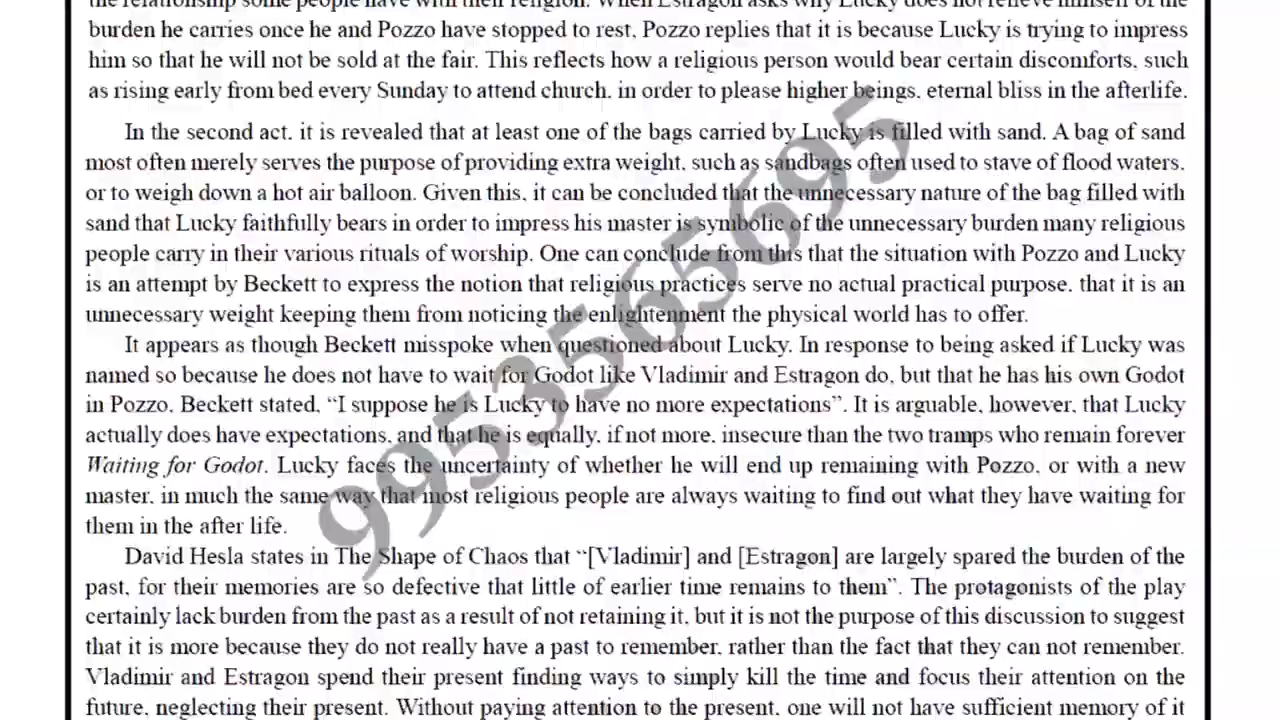 the relationship some people have with their religion. When Estragon asks why Lucky does not relieve himself of the
burden he carries once he and Pozzo have stopped to rest, Pozzo replies that it is because Lucky is trying to impress
him so that he will not be sold at the fair. This reflects how a religious person would bear certain discomforts, such
as rising early from bed every Sunday to attend church, in order to please higher beings, eternal bliss in the afterlife.
In the second act, it is revealed that at least one of the bags carried by Lucky is filled with sand. A bag of sand
most often merely serves the purpose of providing extra weight, such as sandbags often used to stave of flood waters,
or to weigh down a hot air balloon. Given this, it can be concluded that the unnecessary nature of the bag filled with
sand that Lucky faithfully bears in order to impress his master is symbolic of the unnecessary burden many religious
people carry in their various rituals of worship. One can conclude from this that the situation with Pozzo and Lucky
is an attempt by Beckett to express the notion that religious practices serve no actual practical purpose, that it is an
unnecessary weight keeping them from noticing the enlightenment the physical world has to offer.
It appears as though Beckett misspoke when questioned about Lucky. In response to being asked if Lucky was
named so because he does not have to wait for Godot like Vladimir and Estragon do, but that he has his own Godot
in Pozzo, Beckett stated, “I suppose he is Lucky to have no more expectations”. It is arguable, however, that Lucky
actually does have expectations, and that he is equally, if not more, insecure than the two tramps who remain forever
Waiting for Godot. Lucky faces the uncertainty of whether he will end up remaining with Pozzo, or with a new
master, in much the same way that most religious people are always waiting to find out what they have waiting for
them in the after life.
David Hesla states in The Shape of Chaos that “[Vladimir] and [Estragon] are largely spared the burden of the
past, for their memories are so defective that little of earlier time remains to them”. The protagonists of the play
certainly lack burden from the past as a result of not retaining it, but it is not the purpose of this discussion to suggest
that it is more because they do not really have a past to remember, rather than the fact that they can not remember.
Vladimir and Estragon spend their present finding ways to simply kill the time and focus their attention on the
future, neglecting their present. Without paying attention to the present, one will not have sufficient memory of it
9953565695